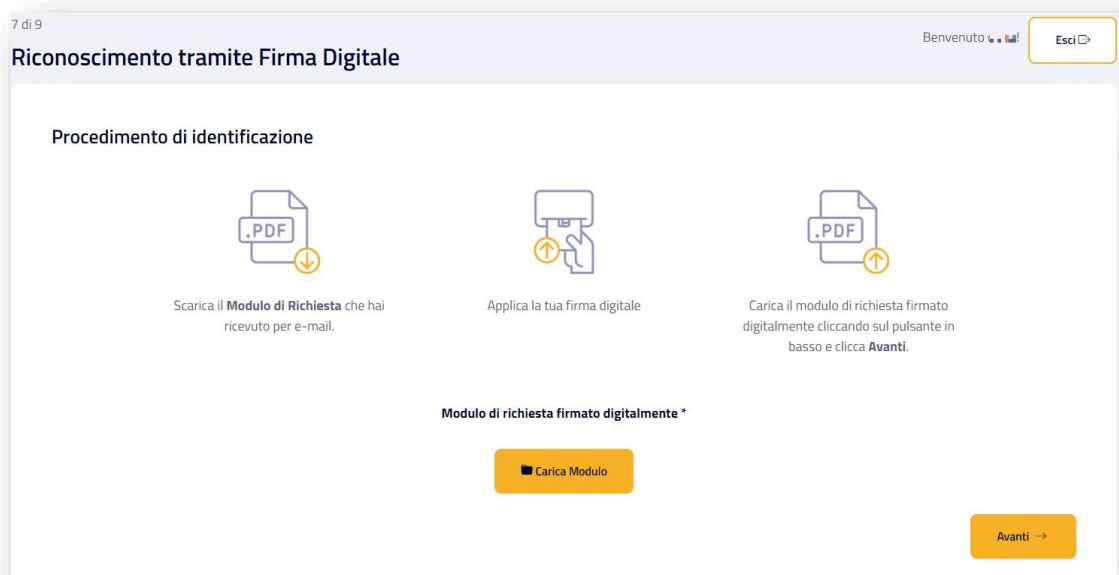 7 di 9
Riconoscimento tramite Firma Digitale
Benvenuto !
Esci
Procedimento di identificazione
.PDF
.PDF
Scarica il Modulo di Richiesta che hai
ricevuto per e-mail.
Applica la tua firma digitale
Carica il modulo di richiesta firmato
digitalmente cliccando sul pulsante in
basso e clicca Avanti.
Modulo di richiesta firmato digitalmente *
Carica Modulo
Avanti →